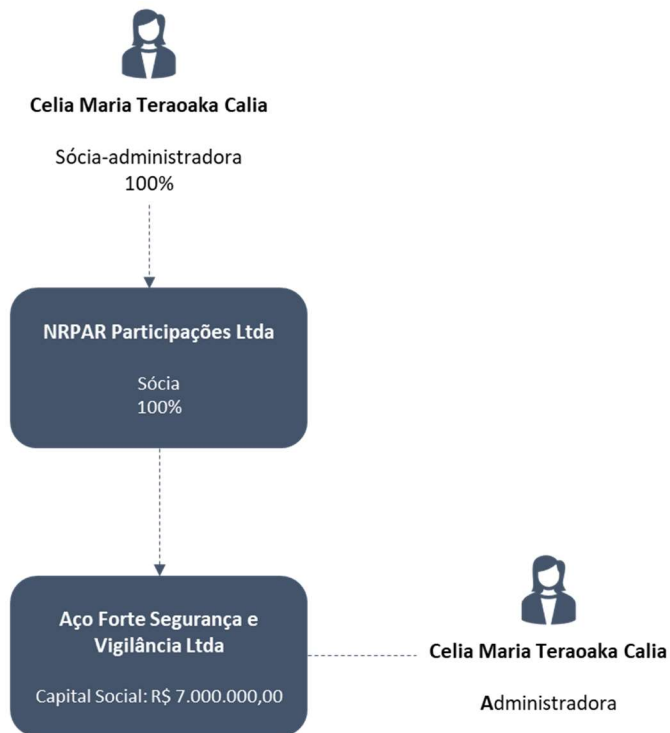 Celia Maria Teraoaka Calia
Sócia-administradora
100%
NRPAR Participações Ltda
Sócia
100%
Aço Forte Segurança e
Vigilância Ltda
Capital Social: R$ 7.000.000,00
Celia Maria Teraoaka Calia
Administradora